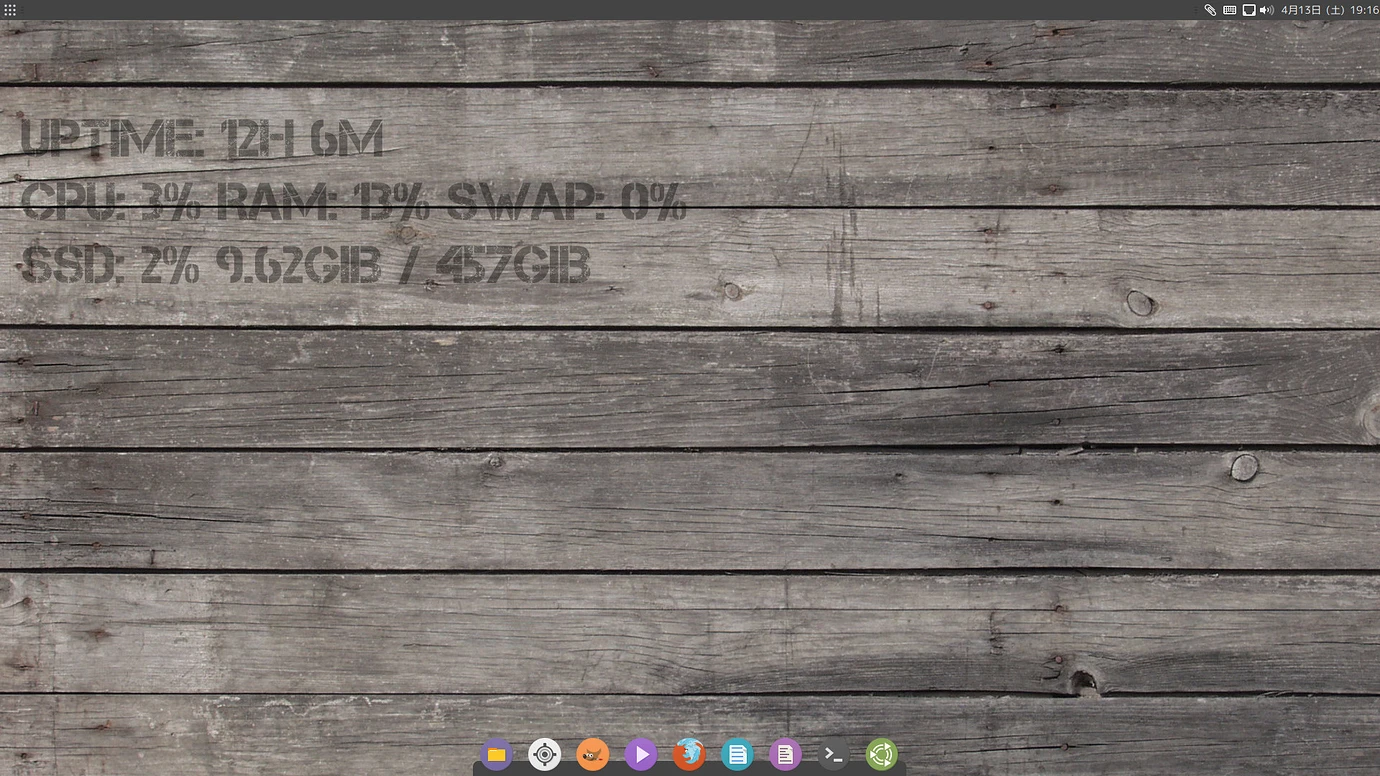 4月13日 (土) 19:16
UPTIME: 12H 6M
CPU: 3% RAM: 13% SWAP: 0%
SSD: 2% 9.62GIB / 457GIB